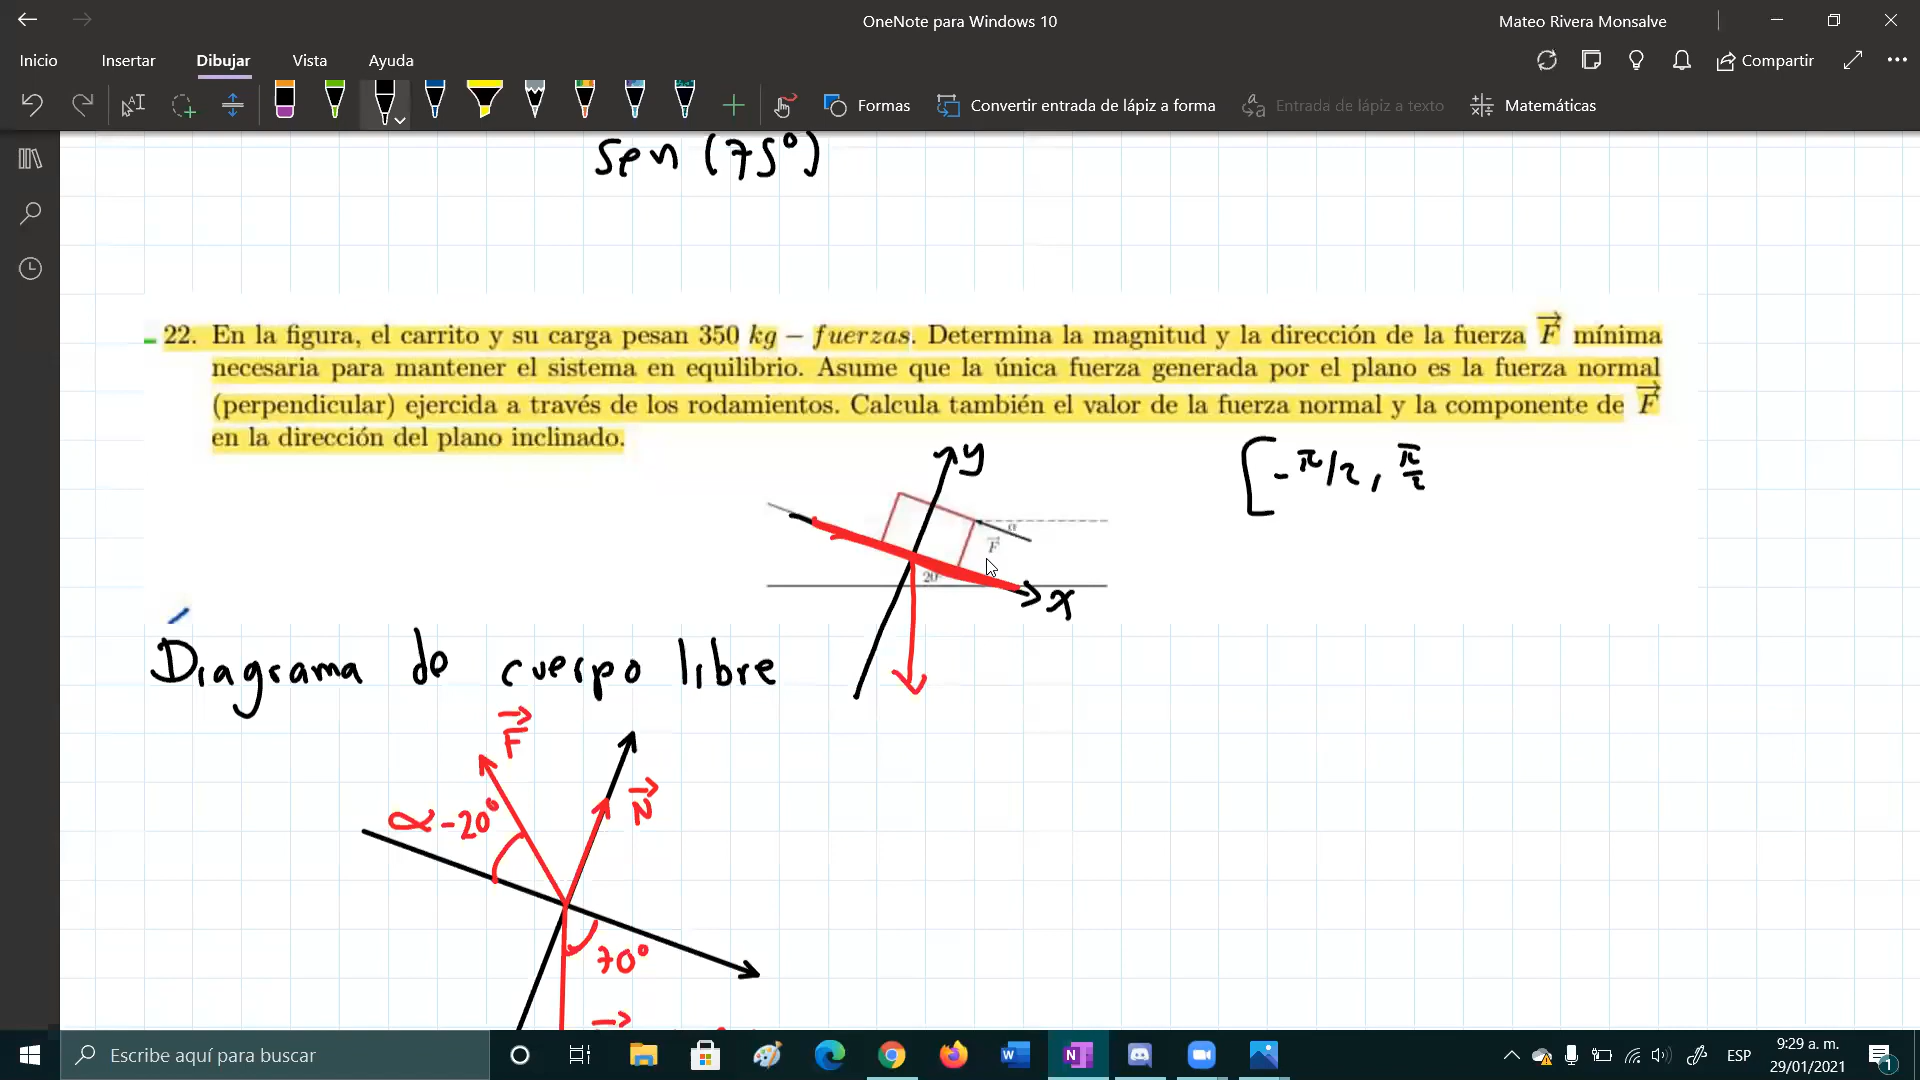 OneNote para Windows 10
Mateo Rivera Monsalve
Inicio Insertar Dibujar Vista Ayuda
Compartir
Formas Convertir entrada de lápiz a forma Entrada de lápiz a texto Matemáticas
Sen (75°)
22. En la figura, el carrito y su carga pesan 350 kg − fuerzas. Determina la magnitud y la dirección de la fuerza F mínima
necesaria para mantener el sistema en equilibrio. Asume que la única fuerza generada por el plano es la fuerza normal
(perpendicular) ejercida a través de los rodamientos. Calcula también el valor de la fuerza normal y la componente de F
en la dirección del plano inclinado.
y
[-π/2, π/2
α
F
20
x
Diagrama de cuerpo libre
F
N
α-20°
70°
Escribe aquí para buscar
ESP
9:29 a. m.
29/01/2021
1